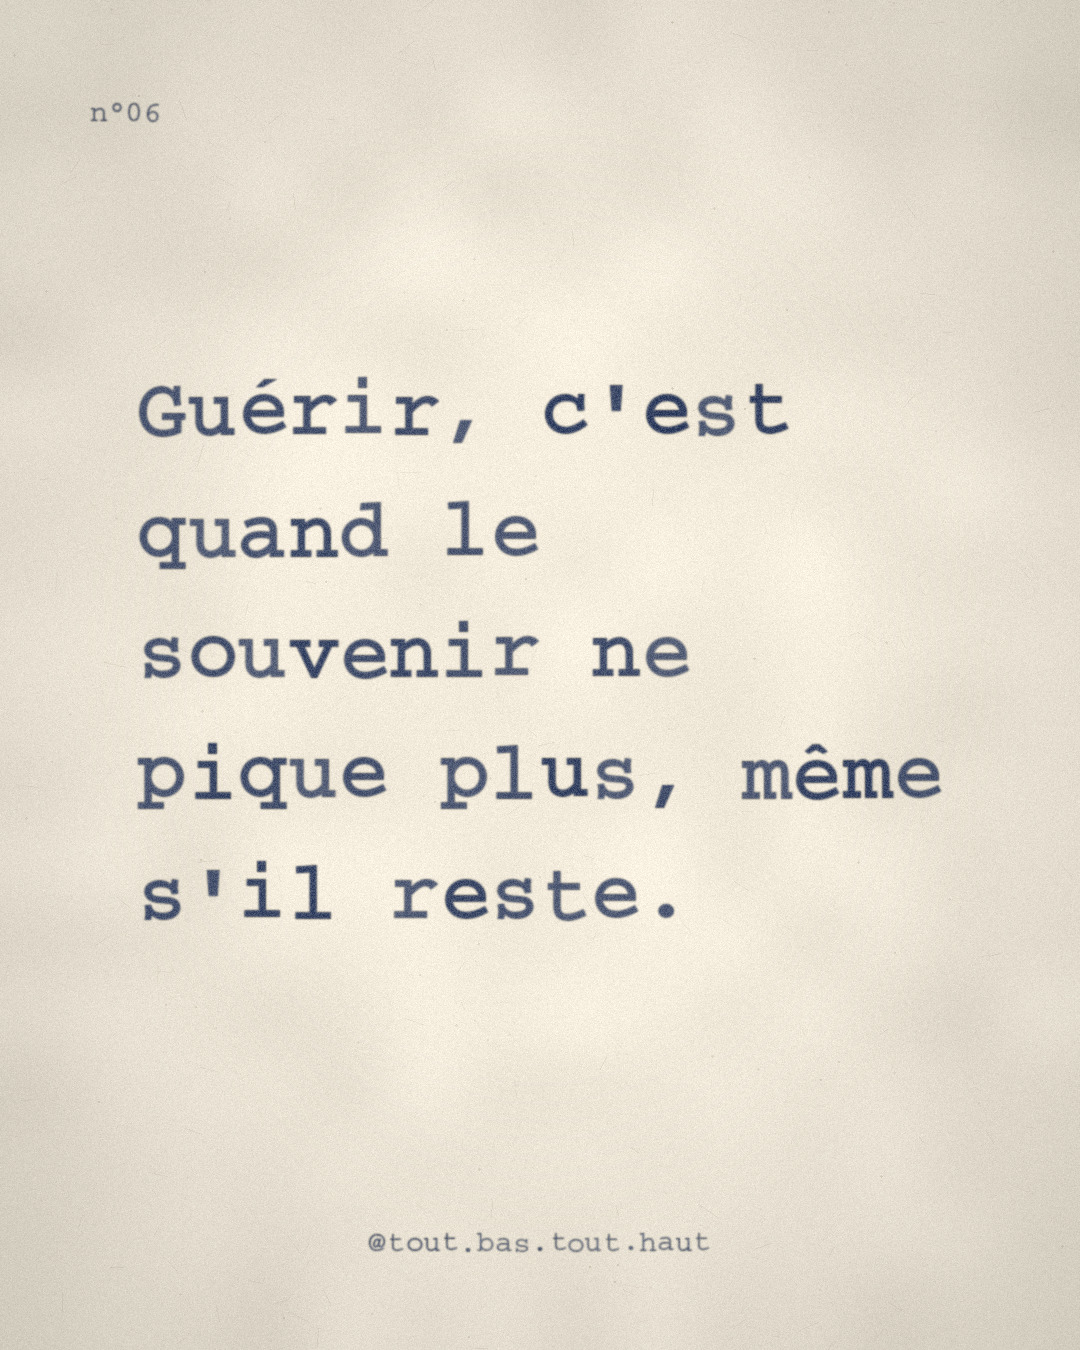 n°06
Guérir, c'est
quand le
souvenir ne
pique plus, même
s'il reste.
@tout.bas.tout.haut